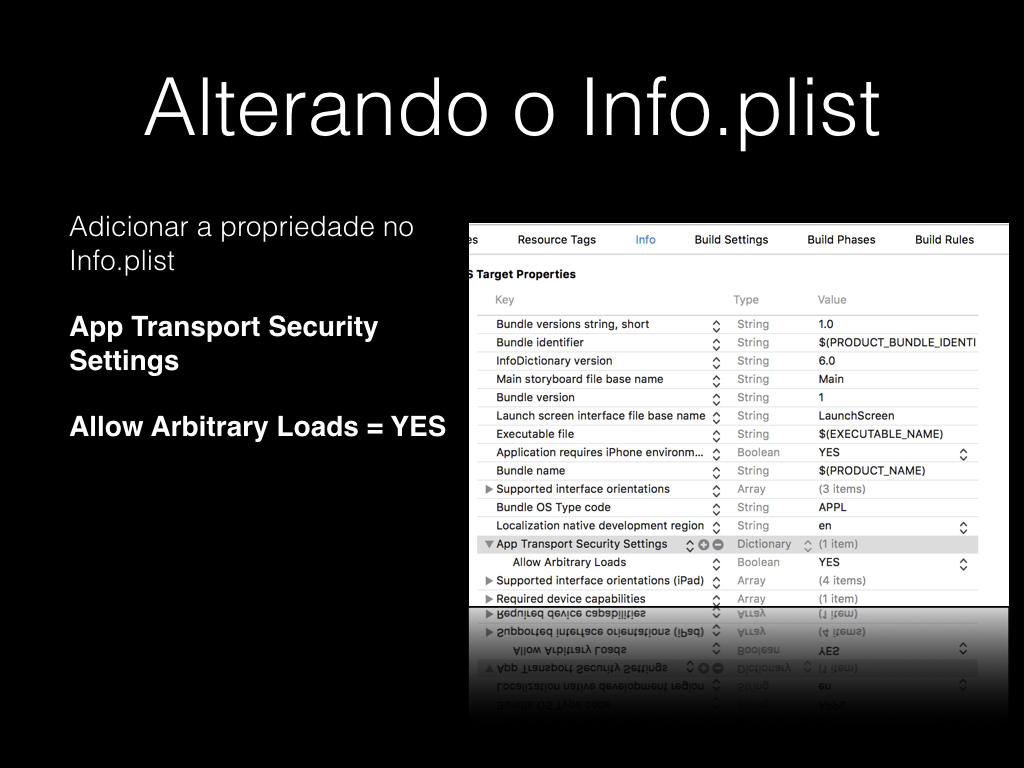 Alterando o Info.plist
Adicionar a propriedade no
Info.plist
App Transport Security
Settings
Allow Arbitrary Loads = YES
es Resource Tags Info Build Settings Build Phases Build Rules
S Target Properties
Key Type Value
Bundle versions string, short String 1.0
Bundle identifier String $(PRODUCT_BUNDLE_IDENTI
InfoDictionary version String 6.0
Main storyboard file base name String Main
Bundle version String 1
Launch screen interface file base name String LaunchScreen
Executable file String $(EXECUTABLE_NAME)
Application requires iPhone environm... Boolean YES
Bundle name String $(PRODUCT_NAME)
Supported interface orientations Array (3 items)
Bundle OS Type code String APPL
Localization native development region String en
App Transport Security Settings Dictionary (1 item)
Allow Arbitrary Loads Boolean YES
Supported interface orientations (iPad) Array (4 items)
Required device capabilities Array (1 item)